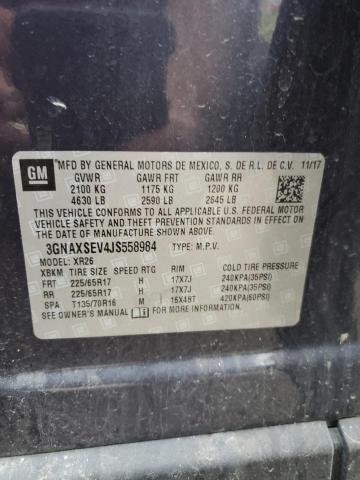 GM
MFD BY GENERAL MOTORS DE MEXICO, S. DE R.L. DE C.V. 11/17
GVWR GAWR FRT GAWR RR
2100 KG 1175 KG 1200 KG
4630 LB 2590 LB 2645 LB
THIS VEHICLE CONFORMS TO ALL APPLICABLE U.S. FEDERAL
MOTOR VEHICLE SAFETY, BUMPER, AND THEFT PREVENTION
STANDARDS IN EFFECT ON THE DATE OF MANUFACTURE SHOWN ABOVE.
3GNAXSEV4JS558984 TYPE: M.P.V.
MODEL: XR26
XBKM TIRE SIZE SPEED RTG RIM COLD TIRE PRESSURE
FRT 225/65R17 H 17X7J 240KPA(35PSI)
RR 225/65R17 H 17X7J 240KPA(35PSI)
SPA T135/70R16 M 16X4BT 420KPA(60PSI)
SEE OWNER'S MANUAL FOR MORE INFORMATION.